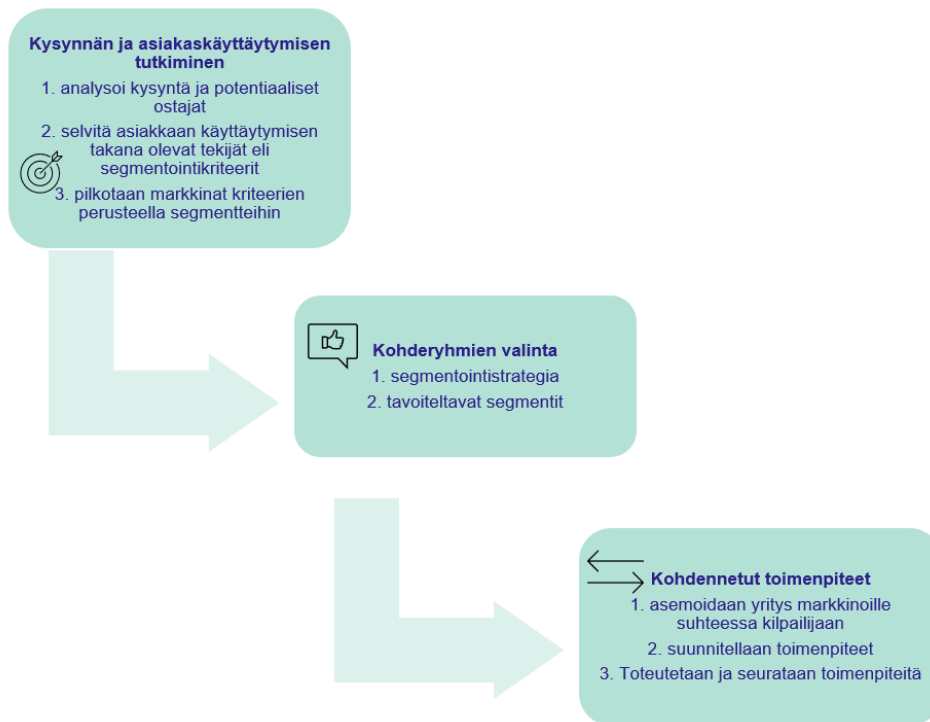 Kysynnän ja asiakaskäyttäytymisen
tutkiminen
1. analysoi kysyntä ja potentiaaliset
ostajat
2. selvitä asiakkaan käyttäytymisen
takana olevat tekijät eli
segmentointikriteerit
3. pilkotaan markkinat kriteerien
perusteella segmentteihin
Kohderyhmien valinta
1. segmentointistrategia
2. tavoiteltavat segmentit
Kohdennetut toimenpiteet
1. asemoidaan yritys markkinoille
suhteessa kilpailijaan
2. suunnitellaan toimenpiteet
3. Toteutetaan ja seurataan toimenpiteitä